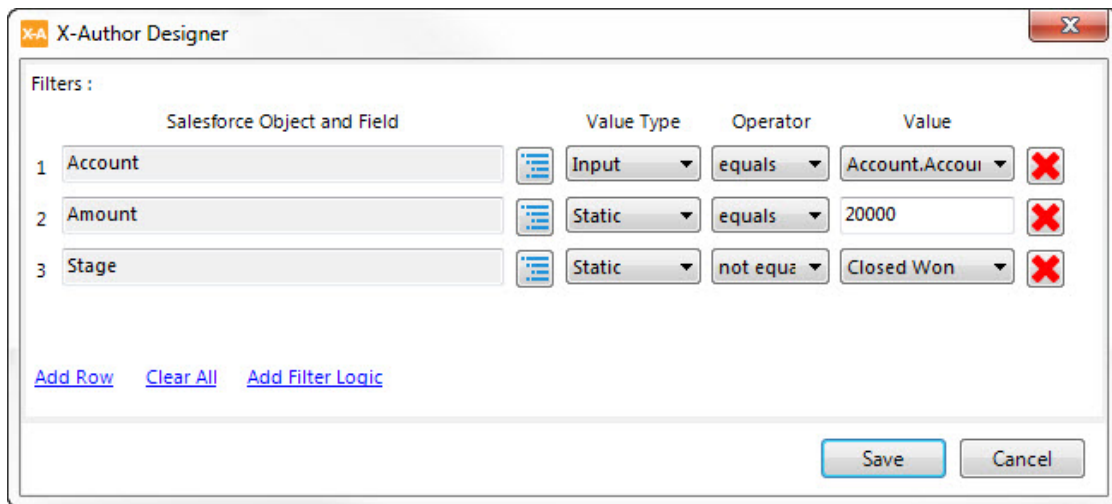 X-A X-Author Designer
Filters :
Salesforce Object and Field Value Type Operator Value
1 Account Input equals Account.Accou
2 Amount Static equals 20000
3 Stage Static not equa Closed Won
Add Row Clear All Add Filter Logic
Save Cancel